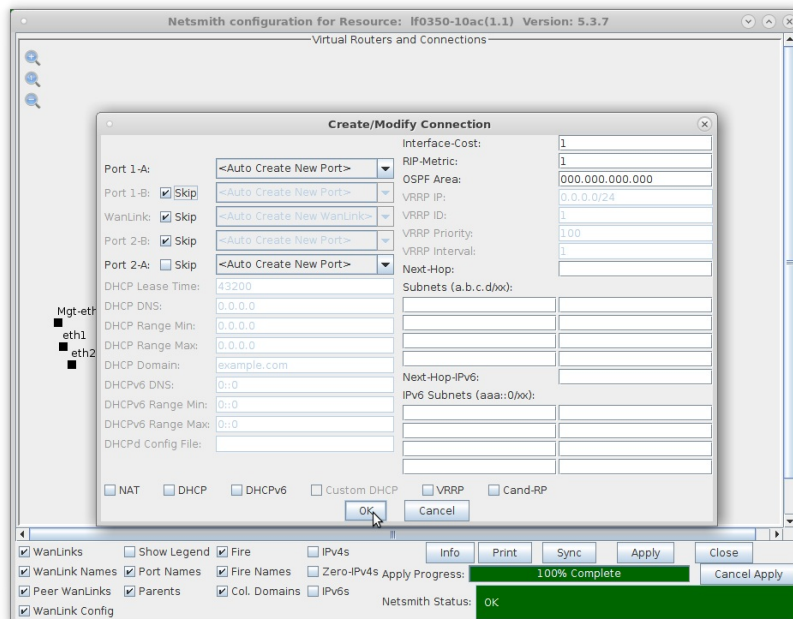 Netsmith configuration for Resource: lf0350-10ac(1.1) Version: 5.3.7
Virtual Routers and Connections
Create/Modify Connection
Port 1-A: <Auto Create New Port>
Port 1-B: Skip <Auto Create New Port>
WanLink: Skip <Auto Create New WanLink>
Port 2-B: Skip <Auto Create New Port>
Port 2-A: Skip <Auto Create New Port>
DHCP Lease Time: 43200
DHCP DNS: 0.0.0.0
DHCP Range Min: 0.0.0.0
DHCP Range Max: 0.0.0.0
DHCP Domain: example.com
DHCPv6 DNS: 0::0
DHCPv6 Range Min: 0::0
DHCPv6 Range Max: 0::0
DHCPd Config File:
Interface-Cost: 1
RIP-Metric: 1
OSPF Area: 000.000.000.000
VRRP IP: 0.0.0.0/24
VRRP ID: 1
VRRP Priority: 100
VRRP Interval: 1
Next-Hop:
Subnets (a.b.c.d/xx):
Next-Hop-IPv6:
IPv6 Subnets (aaa::0/xx):
NAT DHCP DHCPv6 Custom DHCP VRRP Cand-RP
OK Cancel
Mgt-eth
eth1
eth2
WanLinks Show Legend Fire IPv4s Info Print Sync Apply Close
WanLink Names Port Names Fire Names Zero-IPv4s Apply Progress: 100% Complete Cancel Apply
Peer WanLinks Parents Col. Domains IPv6s Netsmith Status: OK
WanLink Config